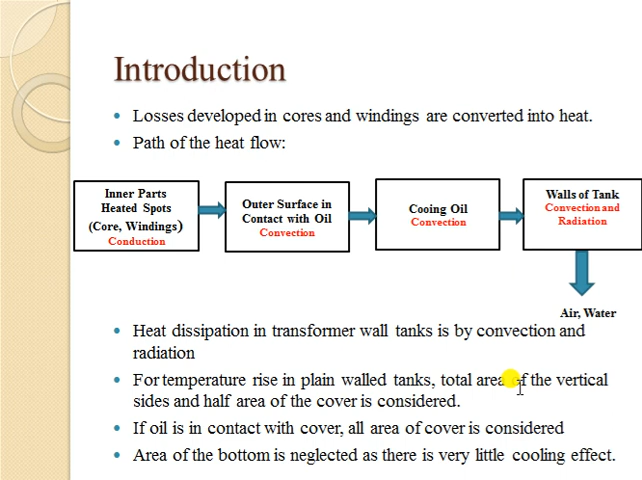 Introduction
• Losses developed in cores and windings are converted into heat.
• Path of the heat flow:
Inner Parts
Heated Spots
(Core, Windings)
Conduction
Outer Surface in
Contact with Oil
Convection
Cooing Oil
Convection
Walls of Tank
Convection and
Radiation
Air, Water
• Heat dissipation in transformer wall tanks is by convection and
radiation
• For temperature rise in plain walled tanks, total area of the vertical
sides and half area of the cover is considered.
• If oil is in contact with cover, all area of cover is considered
• Area of the bottom is neglected as there is very little cooling effect.